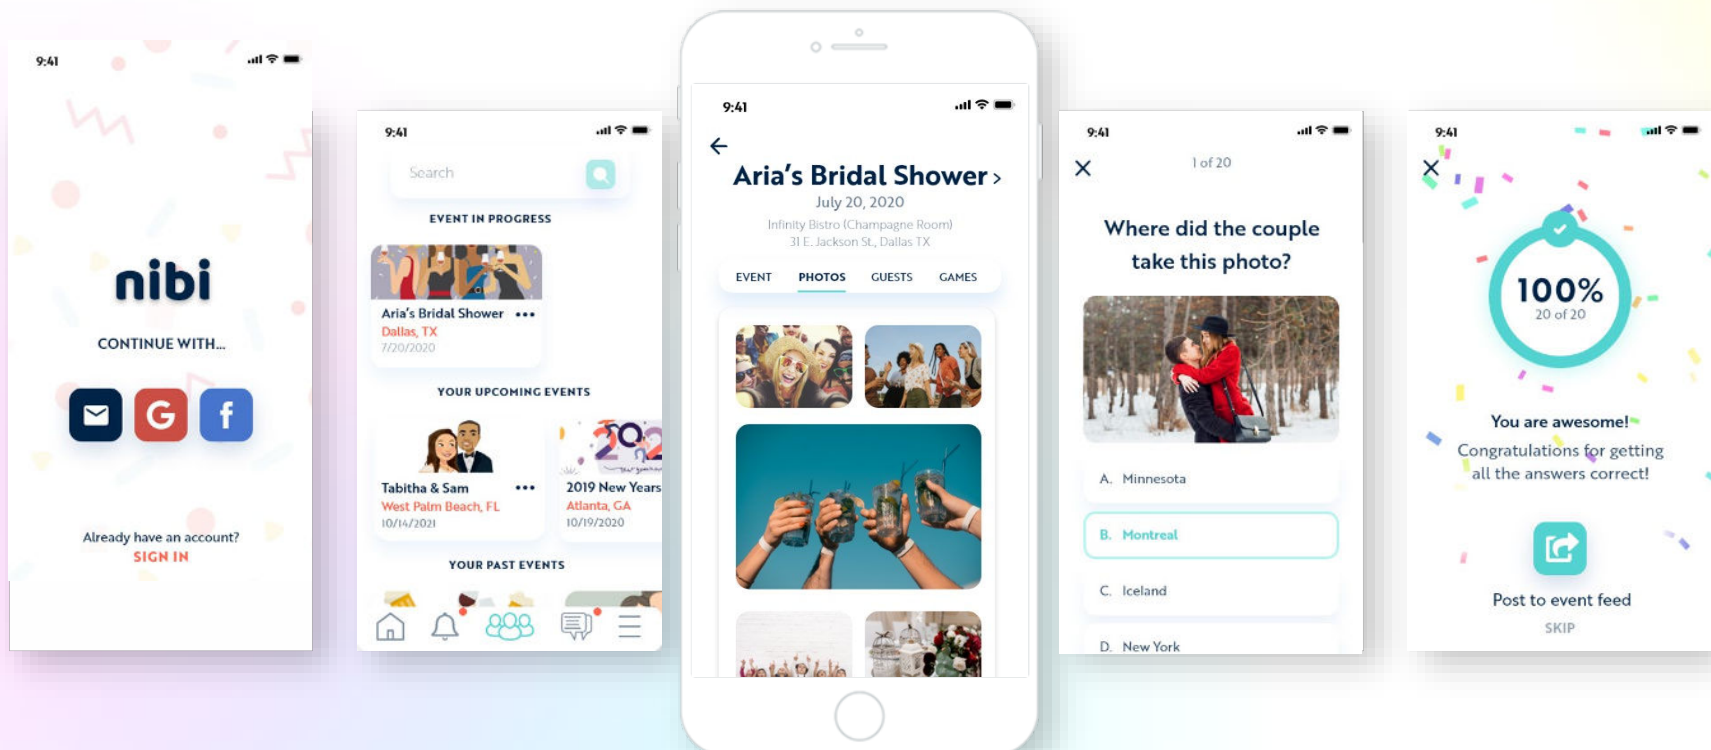 9:41
nibi
CONTINUE WITH...
G
f
Already have an account?
SIGN IN
9:41
Search
EVENT IN PROGRESS
Aria's Bridal Shower
Dallas, TX
7/20/2020
YOUR UPCOMING EVENTS
Tabitha & Sam
West Palm Beach, FL
10/14/2021
2019 New Years
Atlanta, GA
10/19/2020
YOUR PAST EVENTS
9:41
Aria's Bridal Shower >
July 20, 2020
Infinity Bistro (Champagne Room)
31 E. Jackson St., Dallas TX
EVENT PHOTOS GUESTS GAMES
9:41
1 of 20
Where did the couple
take this photo?
A. Minnesota
B. Montreal
C. Iceland
D. New York
9:41
100%
20 of 20
You are awesome!
Congratulations for getting
all the answers correct!
Post to event feed
SKIP